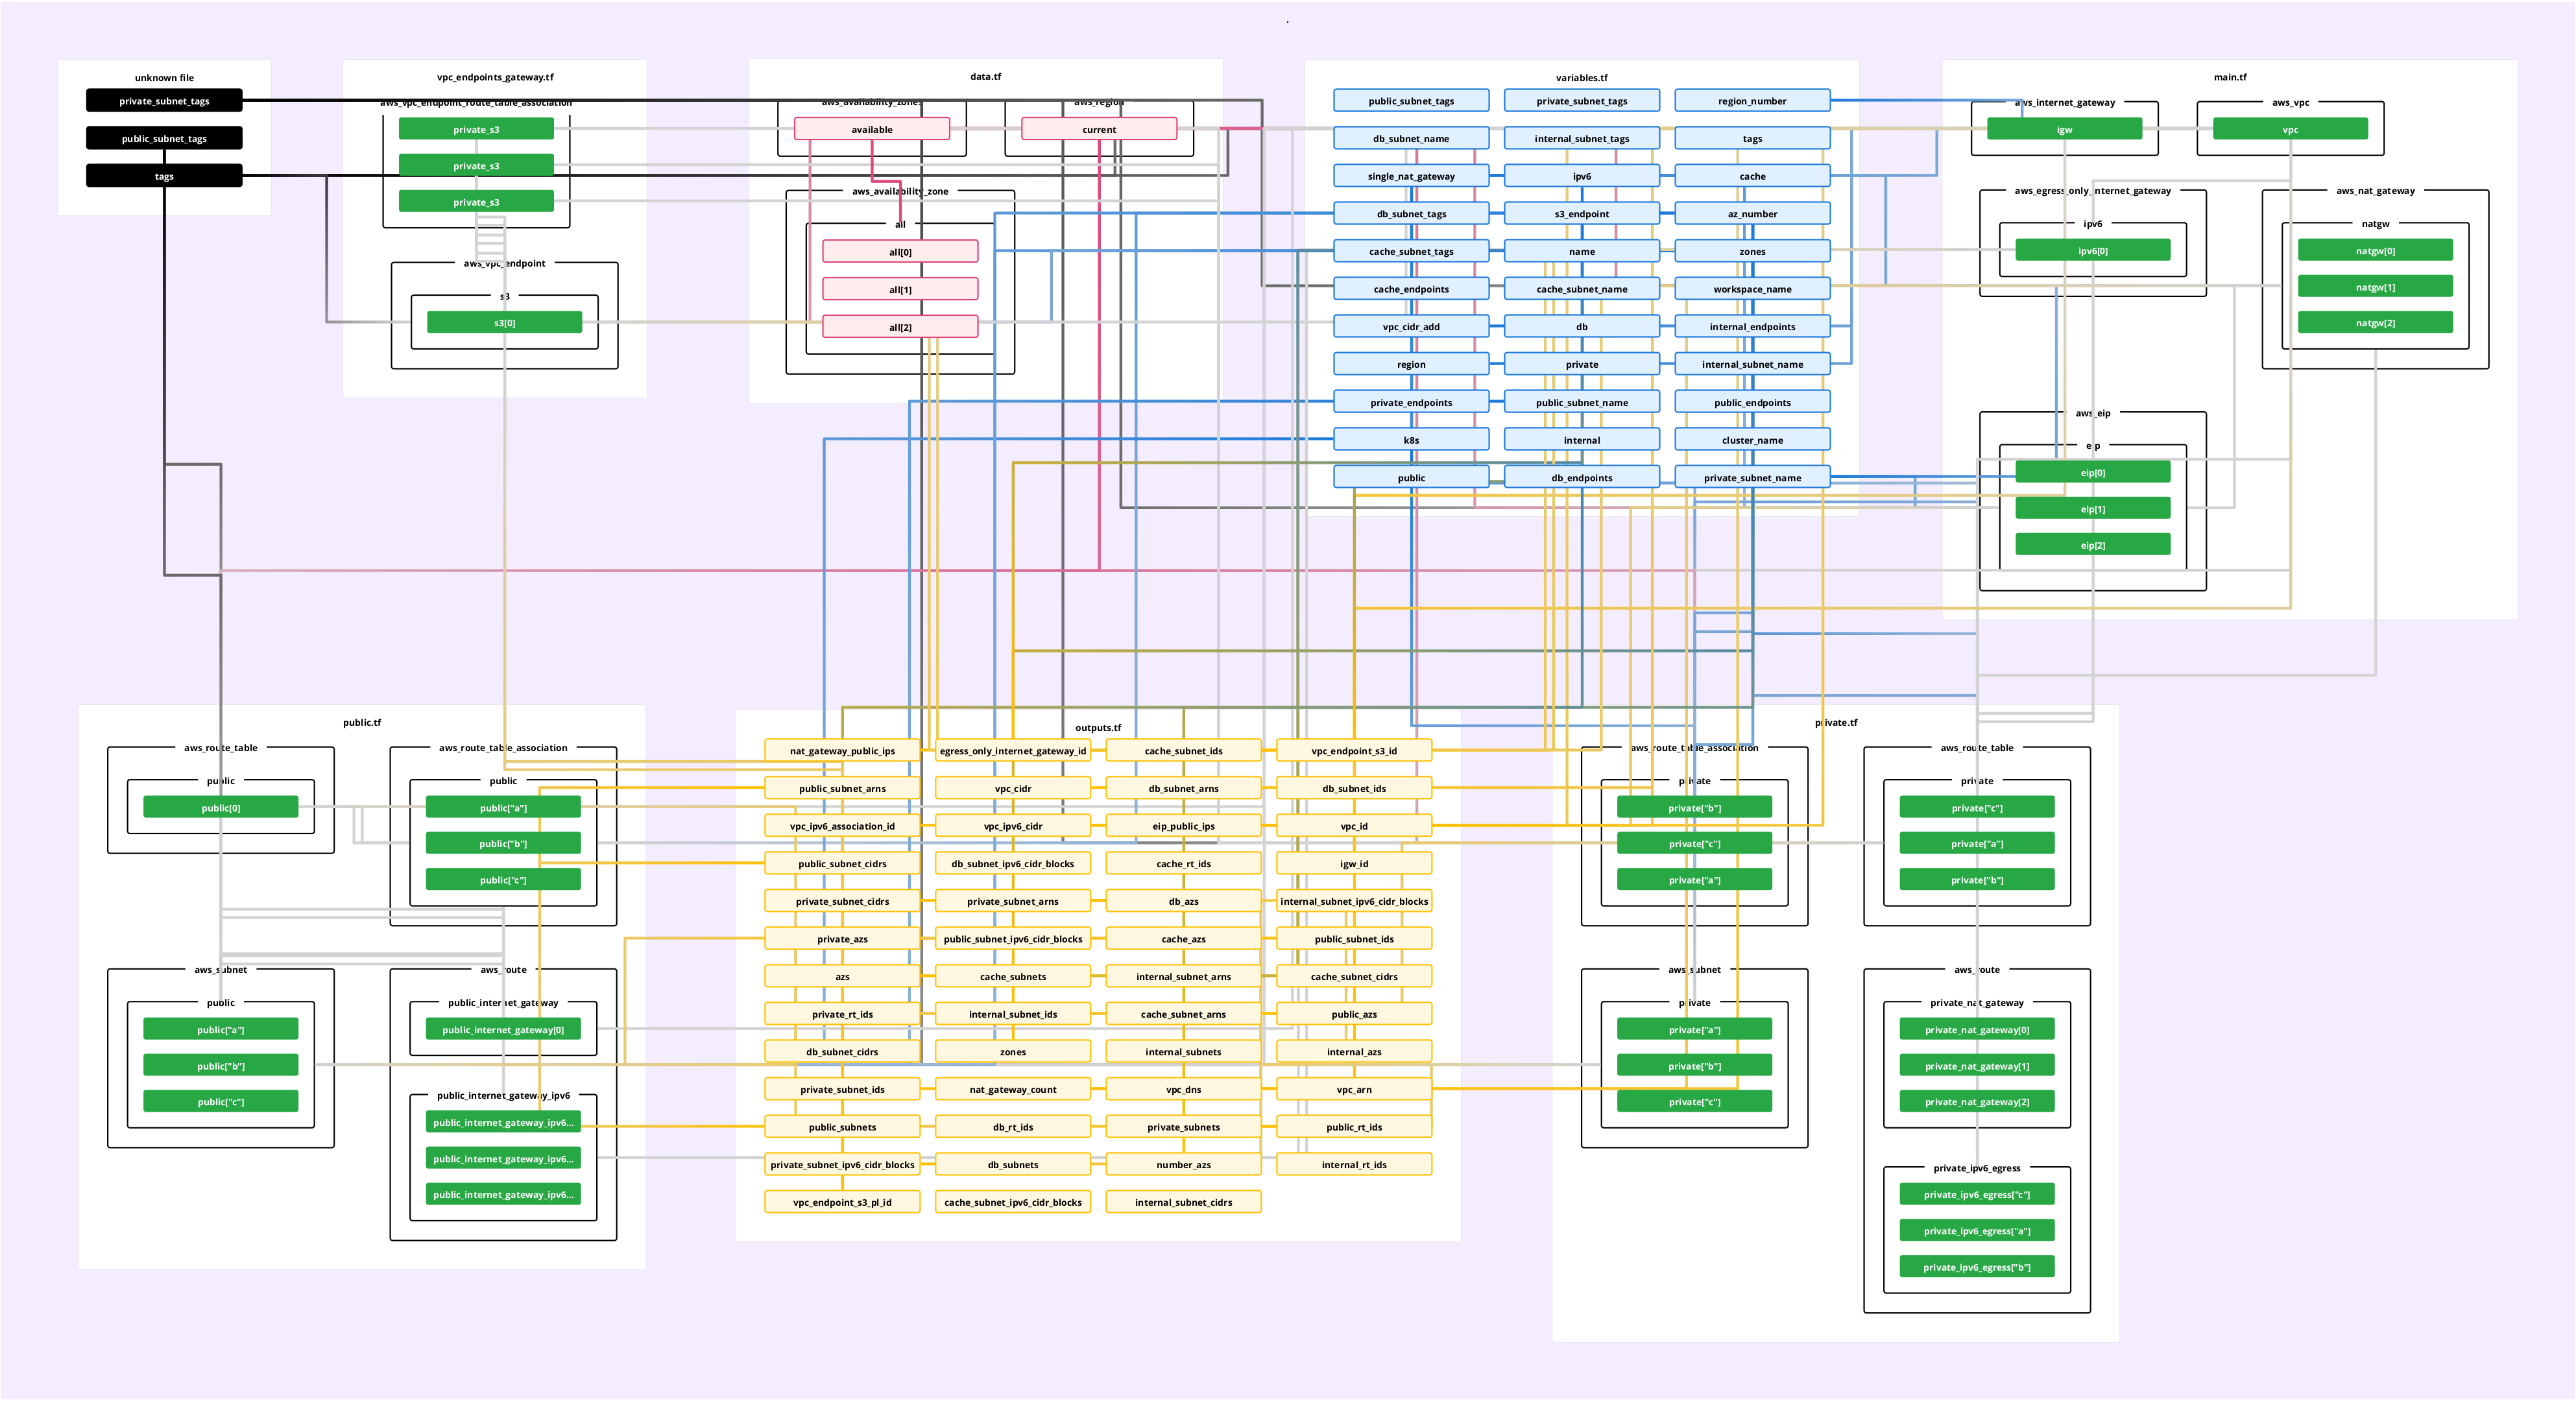 .
unknown file
private_subnet_tags
public_subnet_tags
tags
vpc_endpoints_gateway.tf
aws_vpc_endpoint_route_table_association
private_s3
private_s3
private_s3
aws_vpc_endpoint
s3
s3[0]
data.tf
aws_availability_zones
available
aws_region
current
aws_availability_zone
all
all[0]
all[1]
all[2]
variables.tf
public_subnet_tags
private_subnet_tags
region_number
db_subnet_name
internal_subnet_tags
tags
single_nat_gateway
ipv6
cache
db_subnet_tags
s3_endpoint
az_number
cache_subnet_tags
name
zones
cache_endpoints
cache_subnet_name
workspace_name
vpc_cidr_add
db
internal_endpoints
region
private
internal_subnet_name
private_endpoints
public_subnet_name
public_endpoints
k8s
internal
cluster_name
public
db_endpoints
private_subnet_name
main.tf
aws_internet_gateway
igw
aws_vpc
vpc
aws_egress_only_internet_gateway
ipv6
ipv6[0]
aws_nat_gateway
natgw
natgw[0]
natgw[1]
natgw[2]
aws_eip
eip
eip[0]
eip[1]
eip[2]
public.tf
aws_route_table
public
public[0]
aws_route_table_association
public
public["a"]
public["b"]
public["c"]
aws_subnet
public
public["a"]
public["b"]
public["c"]
aws_route
public_internet_gateway
public_internet_gateway[0]
public_internet_gateway_ipv6
public_internet_gateway_ipv6...
public_internet_gateway_ipv6...
public_internet_gateway_ipv6...
outputs.tf
nat_gateway_public_ips
egress_only_internet_gateway_id
cache_subnet_ids
vpc_endpoint_s3_id
public_subnet_arns
vpc_cidr
db_subnet_arns
db_subnet_ids
vpc_ipv6_association_id
vpc_ipv6_cidr
eip_public_ips
vpc_id
public_subnet_cidrs
db_subnet_ipv6_cidr_blocks
cache_rt_ids
igw_id
private_subnet_cidrs
private_subnet_arns
db_azs
internal_subnet_ipv6_cidr_blocks
private_azs
public_subnet_ipv6_cidr_blocks
cache_azs
public_subnet_ids
azs
cache_subnets
internal_subnet_arns
cache_subnet_cidrs
private_rt_ids
internal_subnet_ids
cache_subnet_arns
public_azs
db_subnet_cidrs
zones
internal_subnets
internal_azs
private_subnet_ids
nat_gateway_count
vpc_dns
vpc_arn
public_subnets
db_rt_ids
private_subnets
public_rt_ids
private_subnet_ipv6_cidr_blocks
db_subnets
number_azs
internal_rt_ids
vpc_endpoint_s3_pl_id
cache_subnet_ipv6_cidr_blocks
internal_subnet_cidrs
private.tf
aws_route_table_association
private
private["b"]
private["c"]
private["a"]
aws_route_table
private
private["c"]
private["a"]
private["b"]
aws_subnet
private
private["a"]
private["b"]
private["c"]
aws_route
private_nat_gateway
private_nat_gateway[0]
private_nat_gateway[1]
private_nat_gateway[2]
private_ipv6_egress
private_ipv6_egress["c"]
private_ipv6_egress["a"]
private_ipv6_egress["b"]